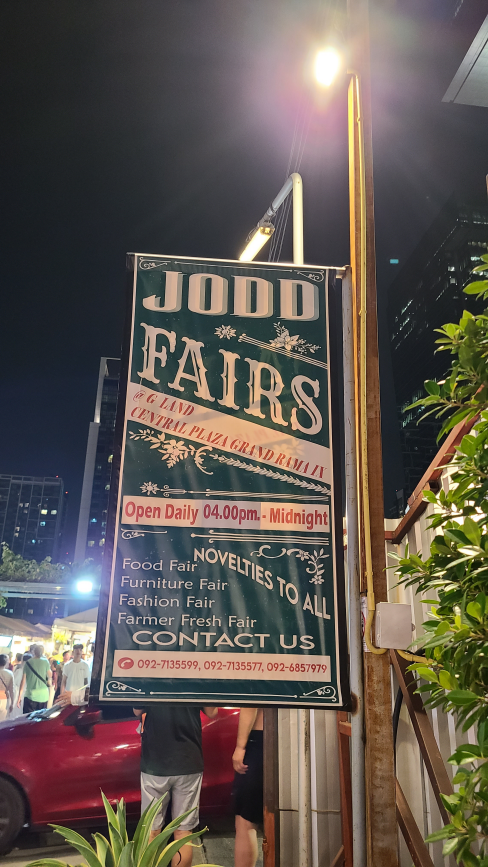 JODD
FAIRS
@ G LAND
CENTRAL PLAZA GRAND RAMA IX
Open Daily 04.00pm.- Midnight
NOVELTIES TO ALL
Food Fair
Furniture Fair
Fashion Fair
Farmer Fresh Fair
CONTACT US
092-7135599, 092-7135577, 092-6857979